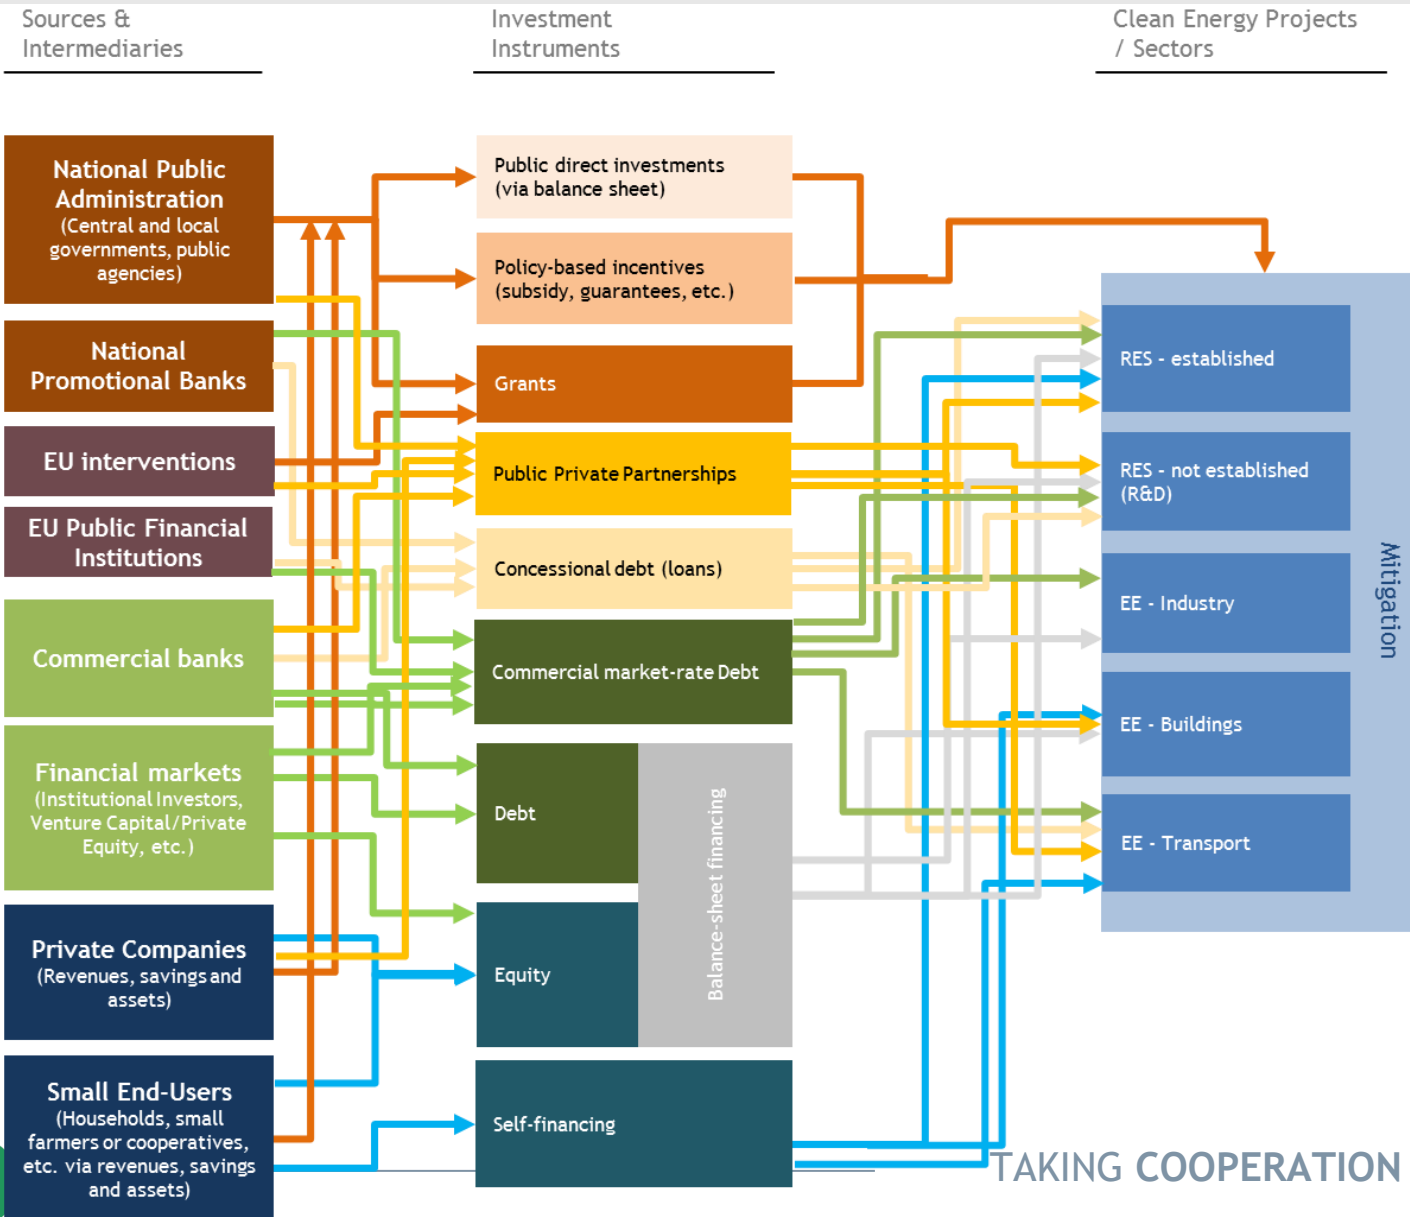 Sources &
Intermediaries
Investment
Instruments
Clean Energy Projects
/ Sectors
National Public
Administration
(Central and local
governments, public
agencies)
National
Promotional Banks
EU interventions
EU Public Financial
Institutions
Commercial banks
Financial markets
(Institutional Investors,
Venture Capital/Private
Equity, etc.)
Private Companies
(Revenues, savings and
assets)
Small End-Users
(Households, small
farmers or cooperatives,
etc. via revenues, savings
and assets)
Public direct investments
(via balance sheet)
Policy-based incentives
(subsidy, guarantees, etc.)
Grants
Public Private Partnerships
Concessional debt (loans)
Commercial market-rate Debt
Debt
Equity
Balance-sheet financing
Self-financing
RES - established
RES - not established
(R&D)
EE - Industry
EE - Buildings
EE - Transport
Mitigation
TAKING COOPERATION